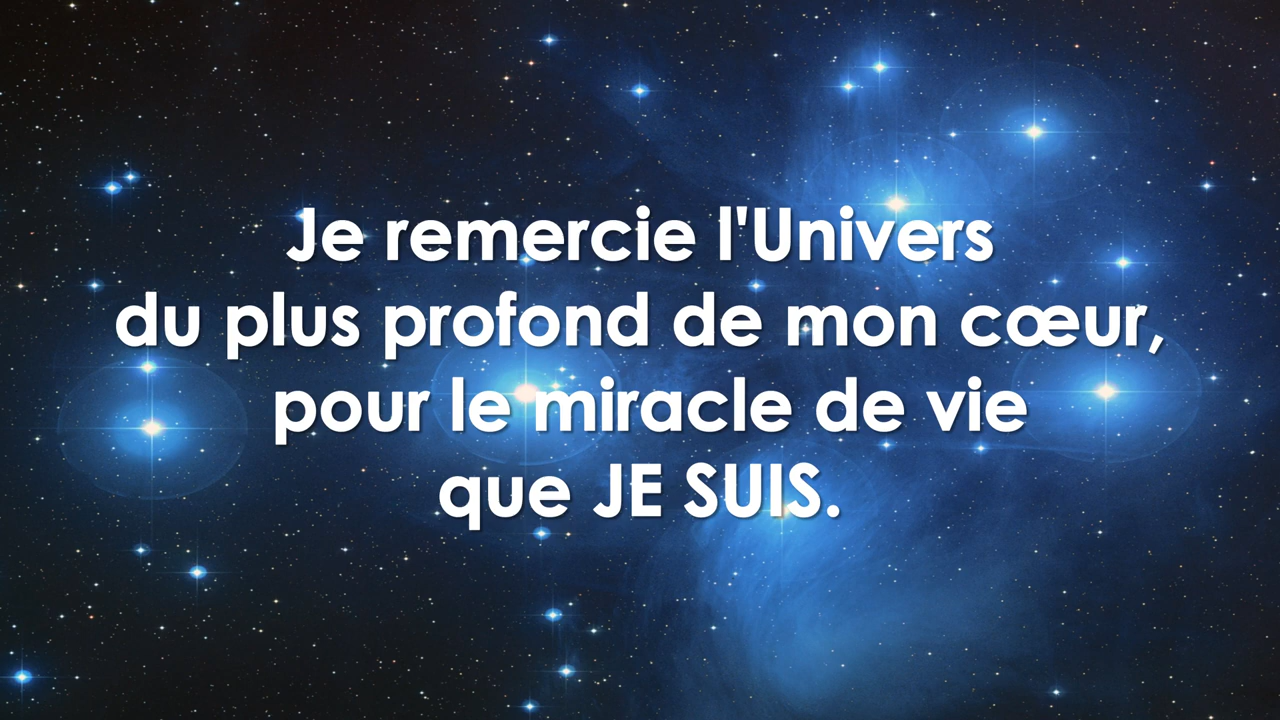 Je remercie l'Univers
du plus profond de mon cœur,
pour le miracle de vie
que JE SUIS.